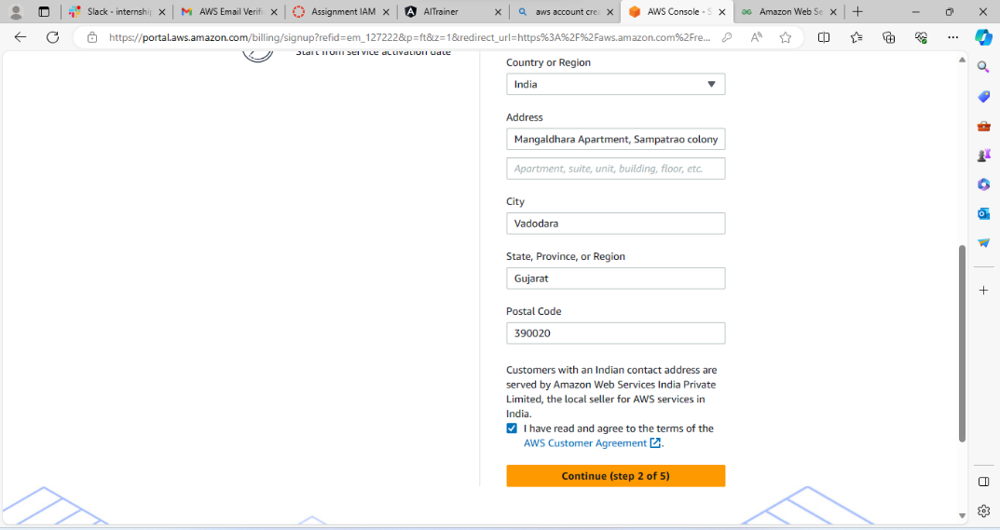 Slack - internship
AWS Email Verifi
Assignment IAM
AITrainer
aws account crea
AWS Console - S
Amazon Web Se
https://portal.aws.amazon.com/billing/signup?refid=em_127222&p=ft&z=1&redirect_url=https%3A%2F%2Faws.amazon.com%2Fre...
Start from service activation date
Country or Region
India
Address
Mangaldhara Apartment, Sampatrao colony
Apartment, suite, unit, building, floor, etc.
City
Vadodara
State, Province, or Region
Gujarat
Postal Code
390020
Customers with an Indian contact address are
served by Amazon Web Services India Private
Limited, the local seller for AWS services in
India.
I have read and agree to the terms of the
AWS Customer Agreement.
Continue (step 2 of 5)